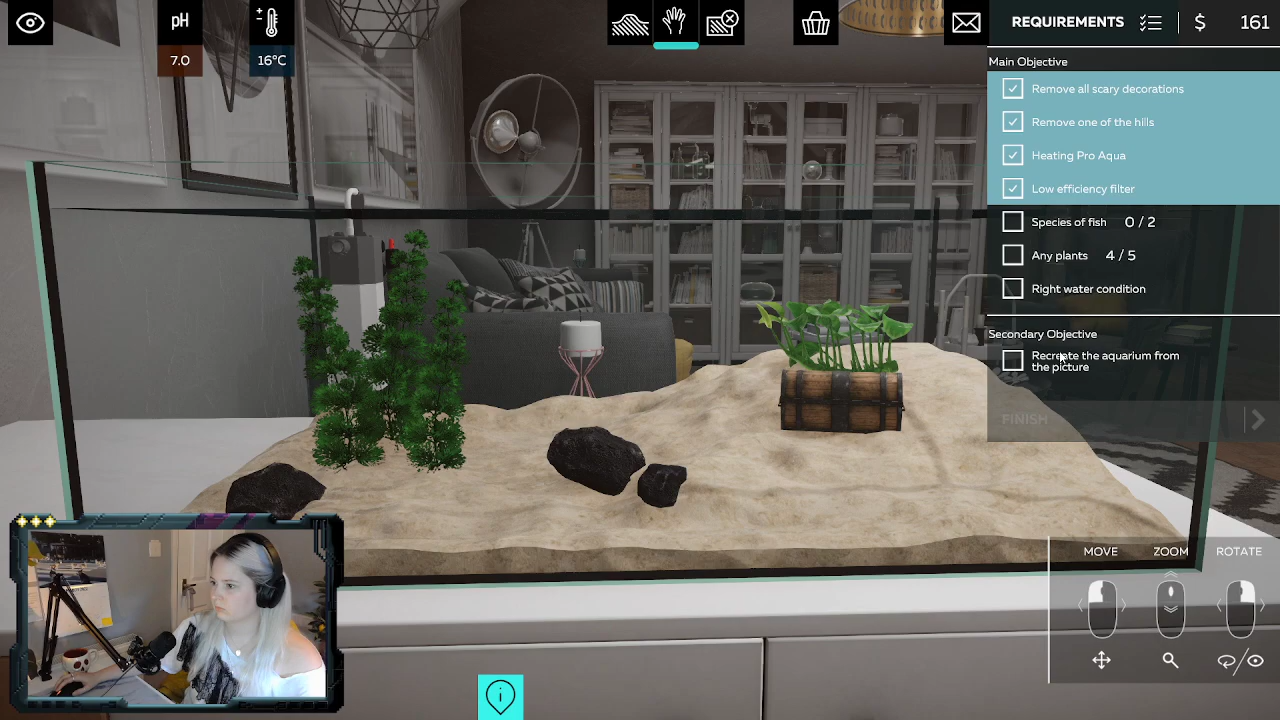 pH
7.0
16°C
REQUIREMENTS
$ 161
Main Objective
Remove all scary decorations
Remove one of the hills
Heating Pro Aqua
Low efficiency filter
Species of fish 0 / 2
Any plants 4 / 5
Right water condition
Secondary Objective
Recreate the aquarium from
the picture
FINISH
MOVE ZOOM ROTATE